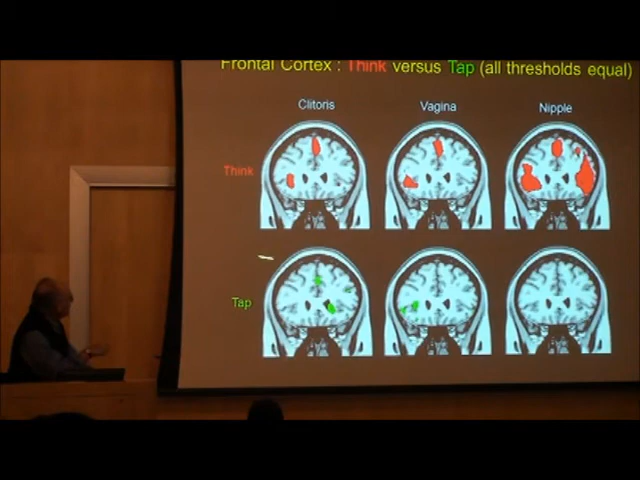 Frontal Cortex : Think versus Tap (all thresholds equal)
Clitoris Vagina Nipple
Think
Tap